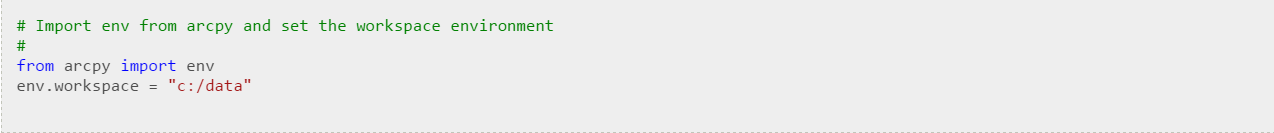 # Import env from arcpy and set the workspace environment
#
from arcpy import env
env.workspace = "c:/data"